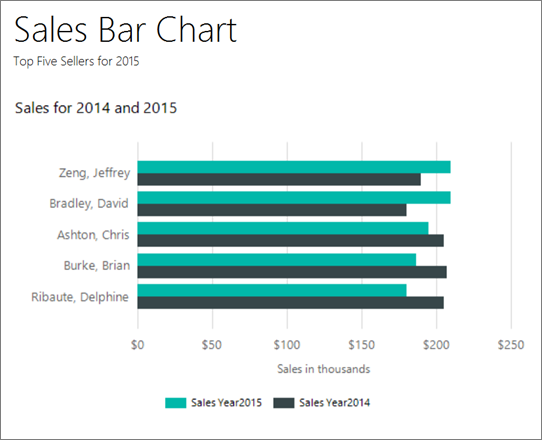 Sales Bar Chart
Top Five Sellers for 2015
Sales for 2014 and 2015
Zeng, Jeffrey
Bradley, David
Ashton, Chris
Burke, Brian
Ribaute, Delphine
$0 $50 $100 $150 $200 $250
Sales in thousands
Sales Year2015 Sales Year2014